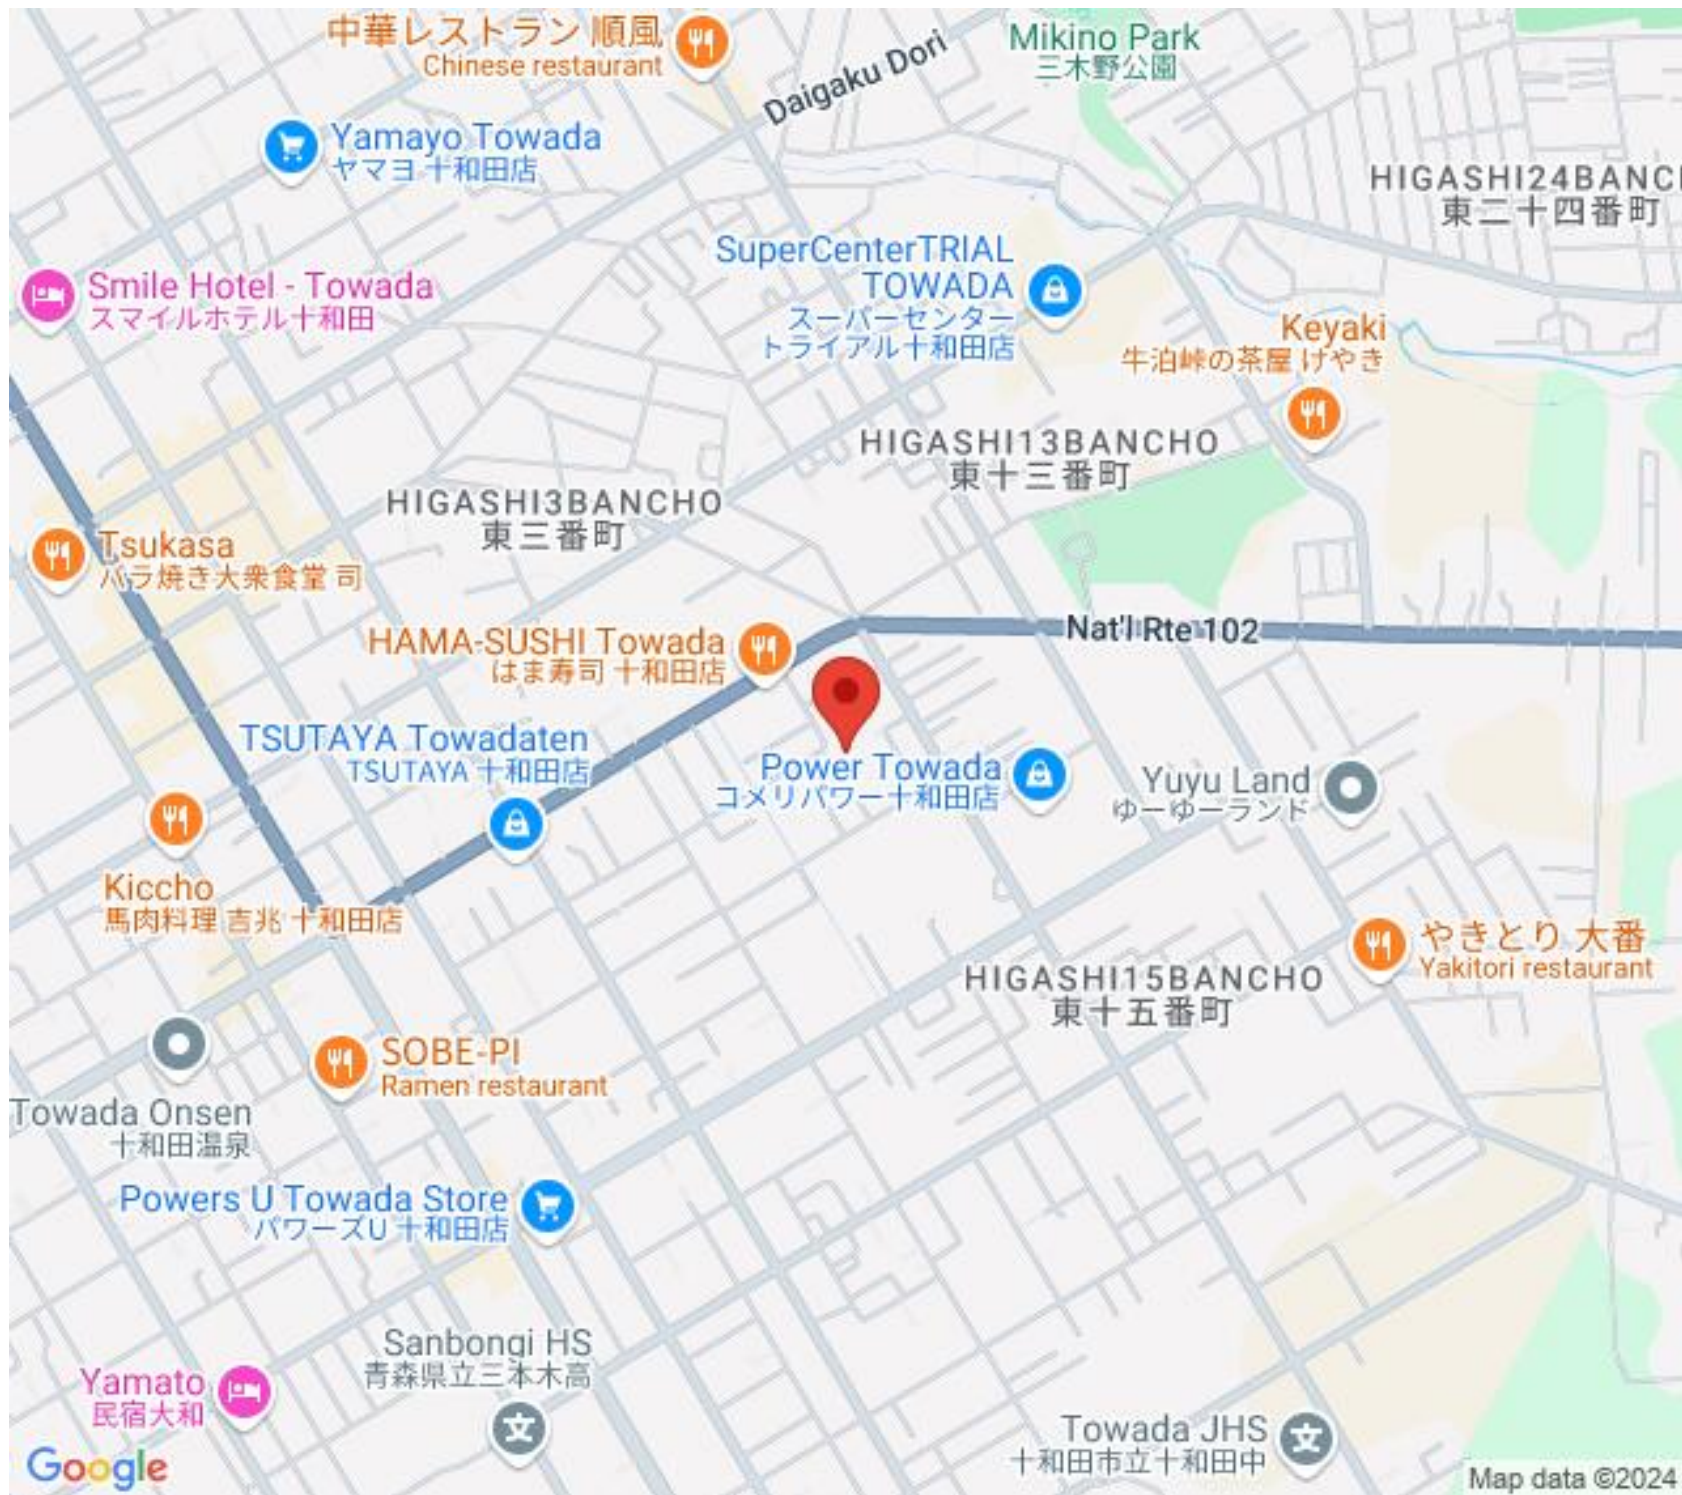 中華レストラン 順風
Chinese restaurant
Daigaku Dori
Mikino Park
三木野公園
Yamayo Towada
ヤマヨ 十和田店
HIGASHI24BANC
東二十四番町
SuperCenterTRIAL
TOWADA
スーパーセンター
トライアル十和田店
Smile Hotel - Towada
スマイルホテル十和田
Keyaki
牛泊峠の茶屋 けやき
HIGASHI13BANCHO
東十三番町
HIGASHI3BANCHO
東三番町
Tsukasa
バラ焼き大衆食堂 司
HAMA-SUSHI Towada
はま寿司 十和田店
Nat'l Rte 102
TSUTAYA Towadaten
TSUTAYA 十和田店
Power Towada
コメリパワー十和田店
Yuyu Land
ゆーゆーランド
Kiccho
馬肉料理 吉兆 十和田店
やきとり 大番
Yakitori restaurant
HIGASHI15BANCHO
東十五番町
SOBE-PI
Ramen restaurant
Towada Onsen
十和田温泉
Powers U Towada Store
パワーズU 十和田店
Sanbongi HS
青森県立三本木高
Yamato
民宿大和
Towada JHS
十和田市立十和田中
Google
Map data ©2024